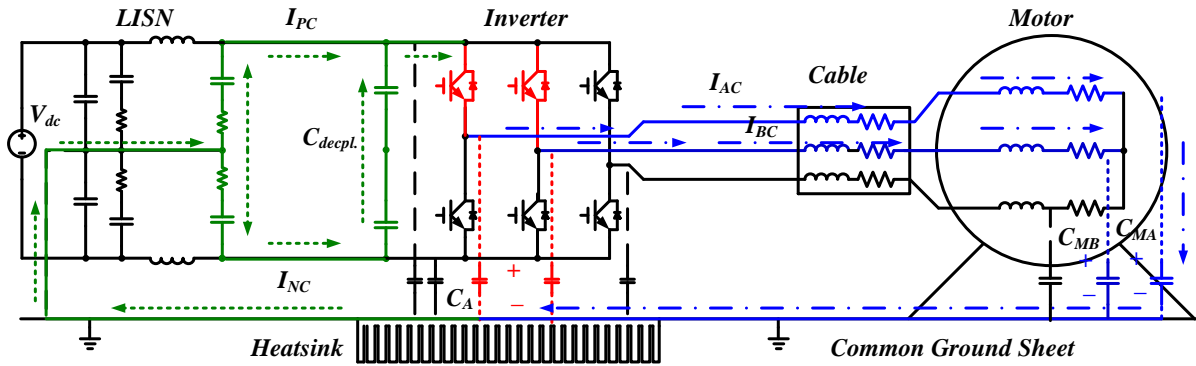 LISN
I_PC
Inverter
Motor
Cable
I_AC
V_dc
C_decpl.
I_BC
+
−
I_NC
C_A
+
−
C_MB
C_MA
+
−
+
−
Heatsink
Common Ground Sheet